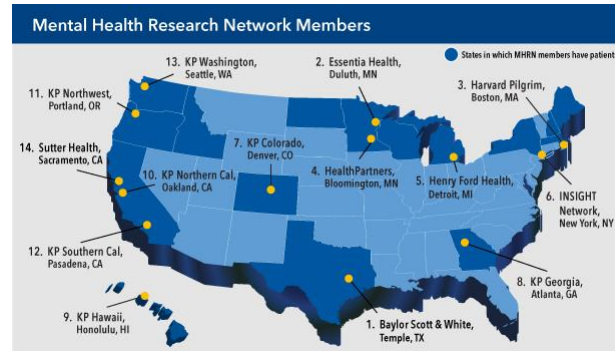 Mental Health Research Network Members
States in which MHRN members have patient
13. KP Washington,
Seattle, WA
2. Essentia Health,
Duluth, MN
3. Harvard Pilgrim,
Boston, MA
11. KP Northwest,
Portland, OR
7. KP Colorado,
Denver, CO
14. Sutter Health,
Sacramento, CA
4. HealthPartners,
Bloomington, MN
5. Henry Ford Health,
Detroit, MI
10. KP Northern Cal,
Oakland, CA
INSIGHT
Network,
6. New York, NY
12. KP Southern Cal,
Pasadena, CA
8. KP Georgia,
Atlanta, GA
9. KP Hawaii,
Honolulu, HI
1. Baylor Scott & White,
Temple, TX